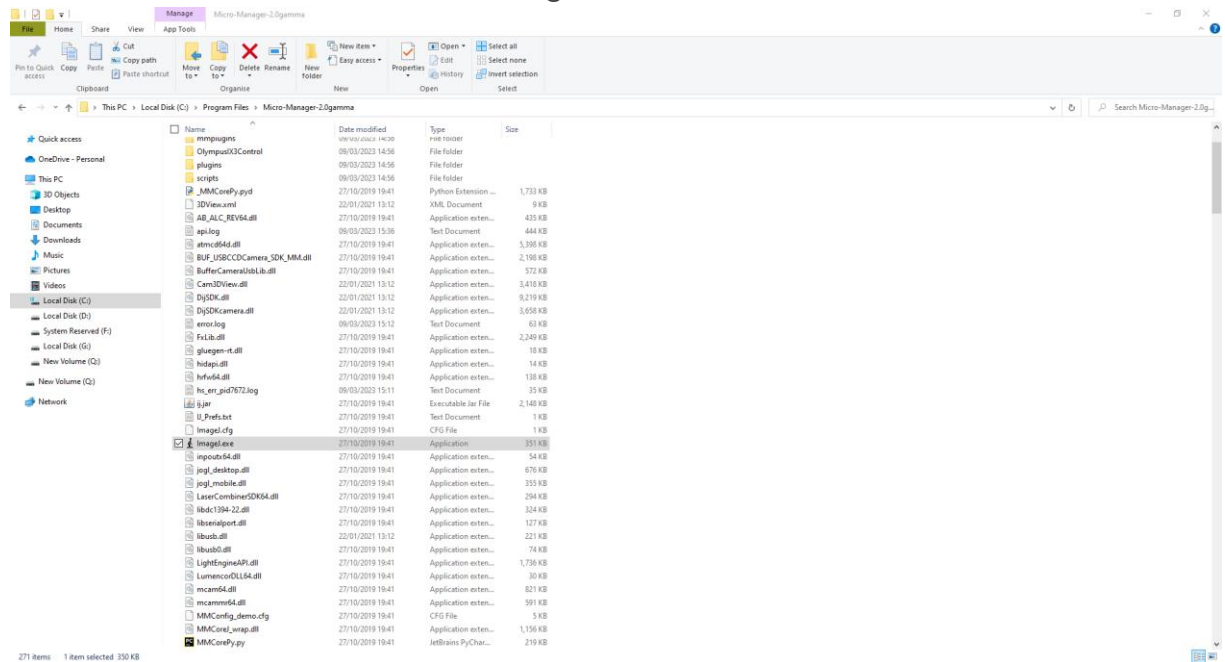 Manage
Micro-Manager-2.0gamma
File
Home
Share
View
App Tools
Pin to Quick access
Copy
Paste
Cut
Copy path
Paste shortcut
Clipboard
Move to
Copy to
Delete
Rename
Organise
New folder
New item
Easy access
New
Properties
Open
Edit
History
Open
Select all
Select none
Invert selection
Select
This PC › Local Disk (C:) › Program Files › Micro-Manager-2.0gamma
Search Micro-Manager-2.0g...
Quick access
OneDrive - Personal
This PC
3D Objects
Desktop
Documents
Downloads
Music
Pictures
Videos
Local Disk (C:)
Local Disk (D:)
System Reserved (F:)
Local Disk (G:)
New Volume (Q:)
New Volume (Q:)
Network
Name Date modified Type Size
mmplugins 09/03/2023 14:56 File folder
OlympusIX3Control 09/03/2023 14:56 File folder
plugins 09/03/2023 14:56 File folder
scripts 09/03/2023 14:56 File folder
_MMCorePy.pyd 27/10/2019 19:41 Python Extension ... 1,733 KB
3DView.xml 22/01/2021 13:12 XML Document 9 KB
AB_ALC_REV64.dll 27/10/2019 19:41 Application exten... 435 KB
api.log 09/03/2023 15:36 Text Document 444 KB
atmcd64d.dll 27/10/2019 19:41 Application exten... 5,398 KB
BUF_USBCCDCamera_SDK_MM.dll 27/10/2019 19:41 Application exten... 2,198 KB
BufferCameraUsbLib.dll 27/10/2019 19:41 Application exten... 572 KB
Cam3DView.dll 22/01/2021 13:12 Application exten... 3,418 KB
DijSDK.dll 22/01/2021 13:12 Application exten... 9,219 KB
DijSDKcamera.dll 22/01/2021 13:12 Application exten... 3,658 KB
error.log 09/03/2023 15:12 Text Document 63 KB
FxLib.dll 27/10/2019 19:41 Application exten... 2,249 KB
gluegen-rt.dll 27/10/2019 19:41 Application exten... 18 KB
hidapi.dll 27/10/2019 19:41 Application exten... 14 KB
hrfw64.dll 27/10/2019 19:41 Application exten... 138 KB
hs_err_pid7672.log 09/03/2023 15:11 Text Document 35 KB
ij.jar 27/10/2019 19:41 Executable Jar File 2,148 KB
IJ_Prefs.txt 27/10/2019 19:41 Text Document 1 KB
ImageJ.cfg 27/10/2019 19:41 CFG File 1 KB
ImageJ.exe 27/10/2019 19:41 Application 351 KB
inpoutx64.dll 27/10/2019 19:41 Application exten... 54 KB
jogl_desktop.dll 27/10/2019 19:41 Application exten... 676 KB
jogl_mobile.dll 27/10/2019 19:41 Application exten... 355 KB
LaserCombinerSDK64.dll 27/10/2019 19:41 Application exten... 294 KB
libdc1394-22.dll 27/10/2019 19:41 Application exten... 324 KB
libserialport.dll 27/10/2019 19:41 Application exten... 127 KB
libusb.dll 22/01/2021 13:12 Application exten... 221 KB
libusb0.dll 27/10/2019 19:41 Application exten... 74 KB
LightEngineAPI.dll 27/10/2019 19:41 Application exten... 1,736 KB
LumencorDLL64.dll 27/10/2019 19:41 Application exten... 30 KB
mcam64.dll 27/10/2019 19:41 Application exten... 821 KB
mcammr64.dll 27/10/2019 19:41 Application exten... 591 KB
MMConfig_demo.cfg 27/10/2019 19:41 CFG File 5 KB
MMCoreJ_wrap.dll 27/10/2019 19:41 Application exten... 1,156 KB
MMCorePy.py 27/10/2019 19:41 JetBrains PyChar... 219 KB
271 items 1 item selected 350 KB